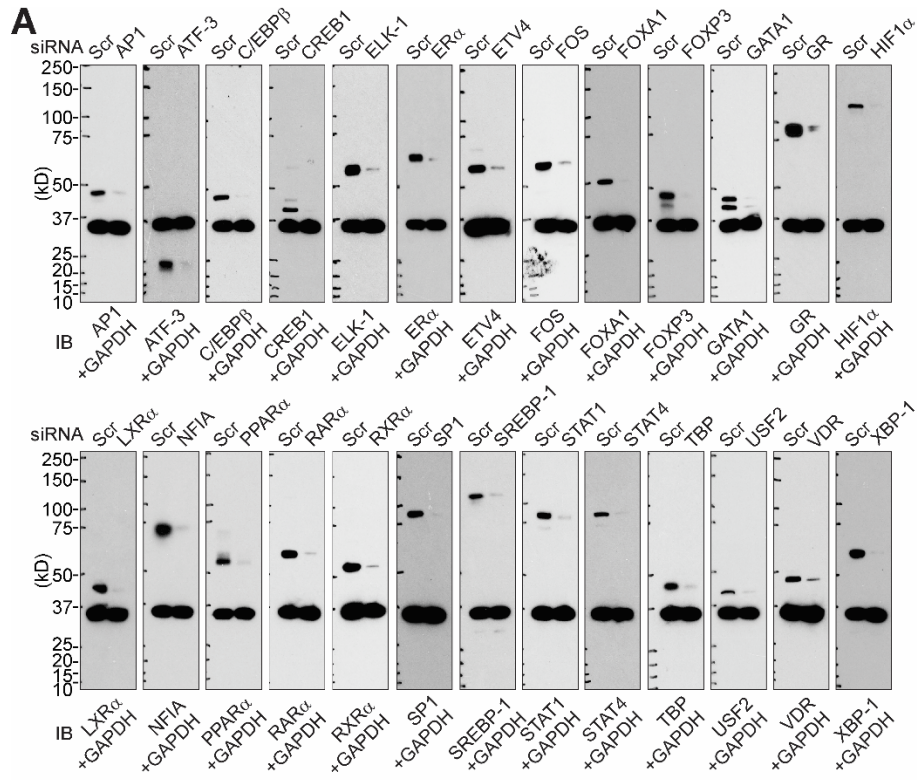 A
siRNA Scr AP1 Scr ATF-3 Scr C/EBPβ Scr CREB1 Scr ELK-1 Scr ERα Scr ETV4 Scr FOS Scr FOXA1 Scr FOXP3 Scr GATA1 Scr GR Scr HIF1α
250-
150-
100-
75-
(kD)
50-
37-
25-
20-
15-
10
IB AP1 +GAPDH ATF-3 +GAPDH C/EBPβ +GAPDH CREB1 +GAPDH ELK-1 +GAPDH ERα +GAPDH ETV4 +GAPDH FOS +GAPDH FOXA1 +GAPDH FOXP3 +GAPDH GATA1 +GAPDH GR +GAPDH HIF1α +GAPDH
siRNA Scr LXRα Scr NFIA Scr PPARα Scr RARα Scr RXRα Scr SP1 Scr SREBP-1 Scr STAT1 Scr STAT4 Scr TBP Scr USF2 Scr VDR Scr XBP-1
250-
150-
100-
75-
(kD)
50-
37-
25-
20-
15-
10
IB LXRα +GAPDH NFIA +GAPDH PPARα +GAPDH RARα +GAPDH RXRα +GAPDH SP1 +GAPDH SREBP-1 +GAPDH STAT1 +GAPDH STAT4 +GAPDH TBP +GAPDH USF2 +GAPDH VDR +GAPDH XBP-1 +GAPDH